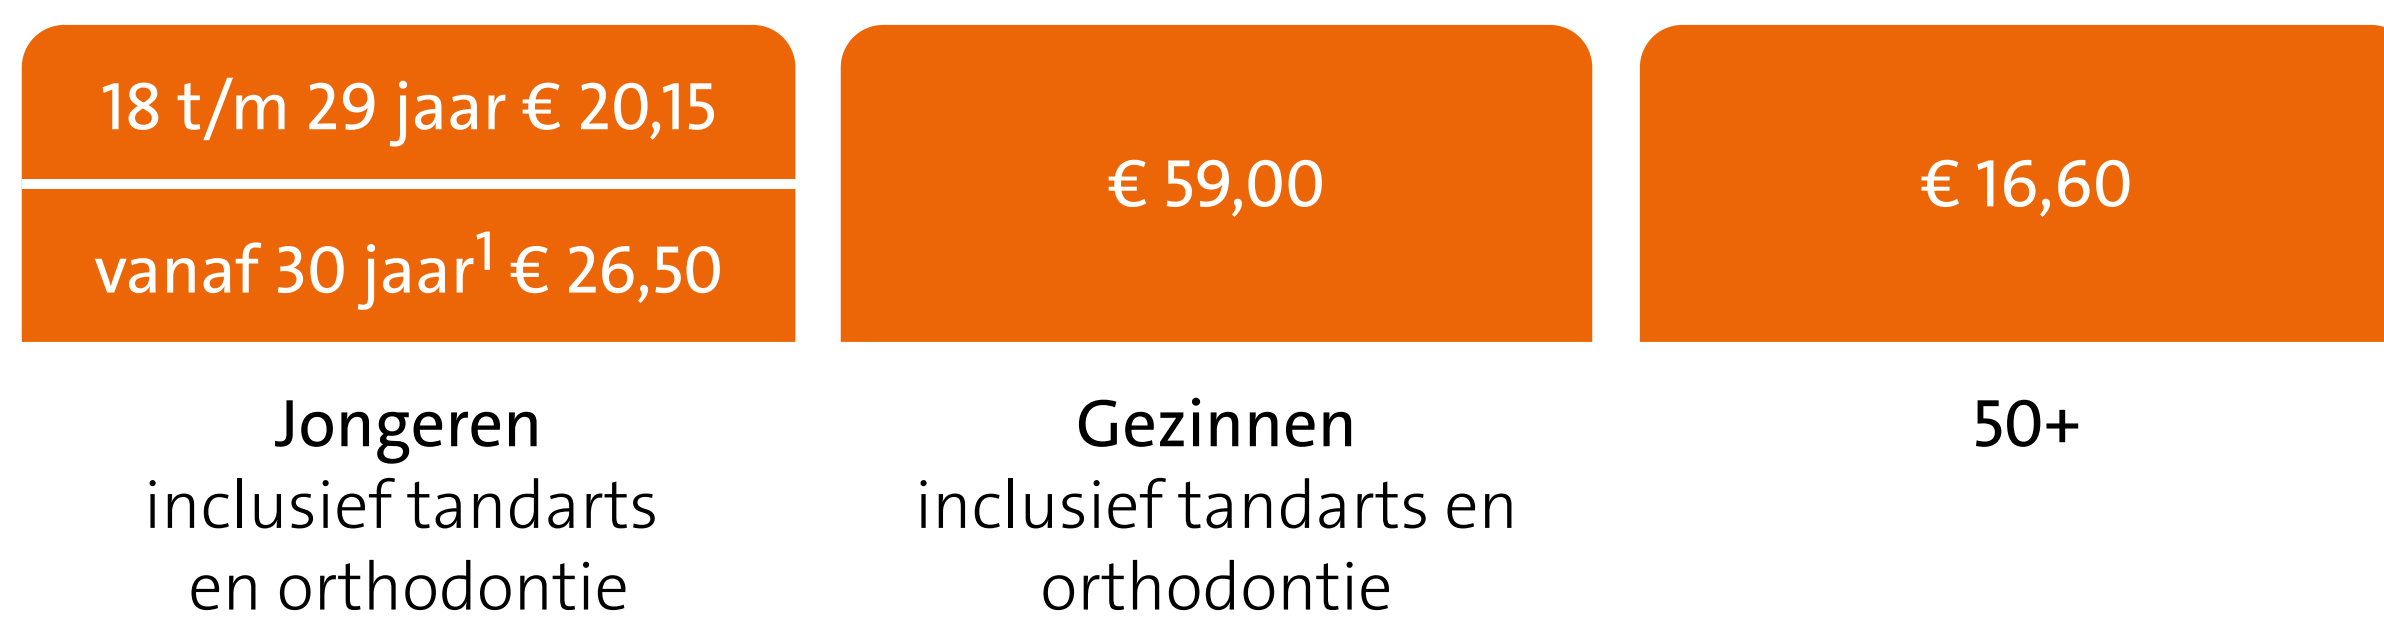 18 t/m 29 jaar € 20,15
vanaf 30 jaar¹ € 26,50
Jongeren
inclusief tandarts
en orthodontie
€ 59,00
Gezinnen
inclusief tandarts en
orthodontie
€ 16,60
50+